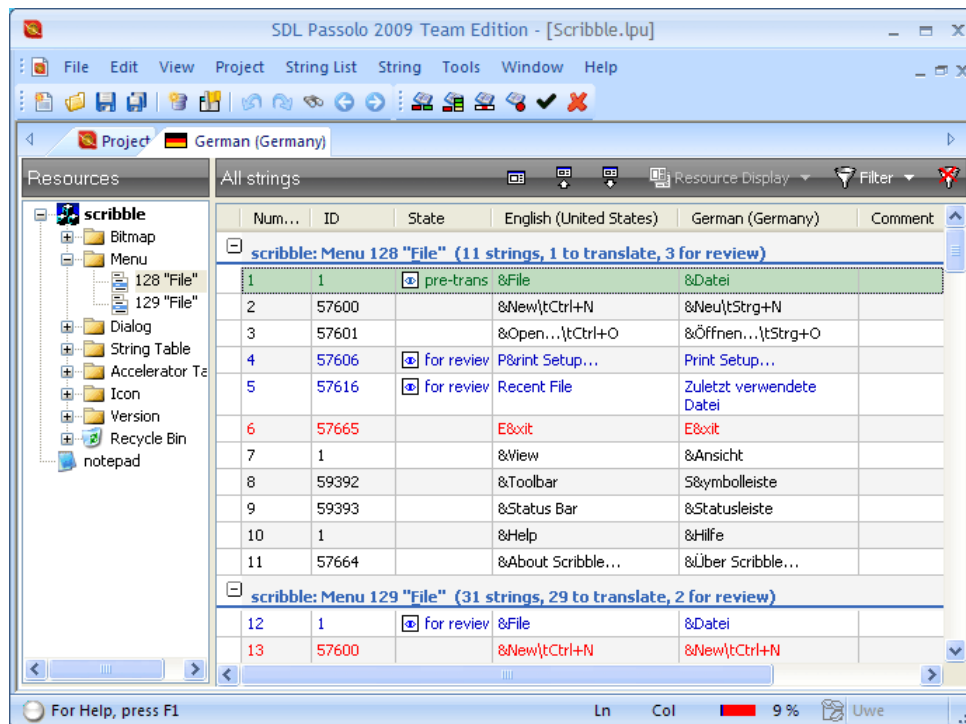 SDL Passolo 2009 Team Edition - [Scribble.lpu]
File Edit View Project String List String Tools Window Help
Project German (Germany)
Resources All strings Resource Display Filter
Num... ID State English (United States) German (Germany) Comment
scribble
Bitmap
Menu
128 "File"
129 "File"
Dialog
String Table
Accelerator Ta
Icon
Version
Recycle Bin
notepad
scribble: Menu 128 "File" (11 strings, 1 to translate, 3 for review)
1 1 pre-trans &File &Datei
2 57600 &New\tCtrl+N &Neu\tStrg+N
3 57601 &Open...\tCtrl+O &Öffnen...\tStrg+O
4 57606 for review P&rint Setup... Print Setup...
5 57616 for review Recent File Zuletzt verwendete
Datei
6 57665 E&xit E&xit
7 1 &View &Ansicht
8 59392 &Toolbar S&ymbolleiste
9 59393 &Status Bar &Statusleiste
10 1 &Help &Hilfe
11 57664 &About Scribble... &Über Scribble...
scribble: Menu 129 "File" (31 strings, 29 to translate, 2 for review)
12 1 for review &File &Datei
13 57600 &New\tCtrl+N &New\tCtrl+N
For Help, press F1 Ln Col 9 % Uwe